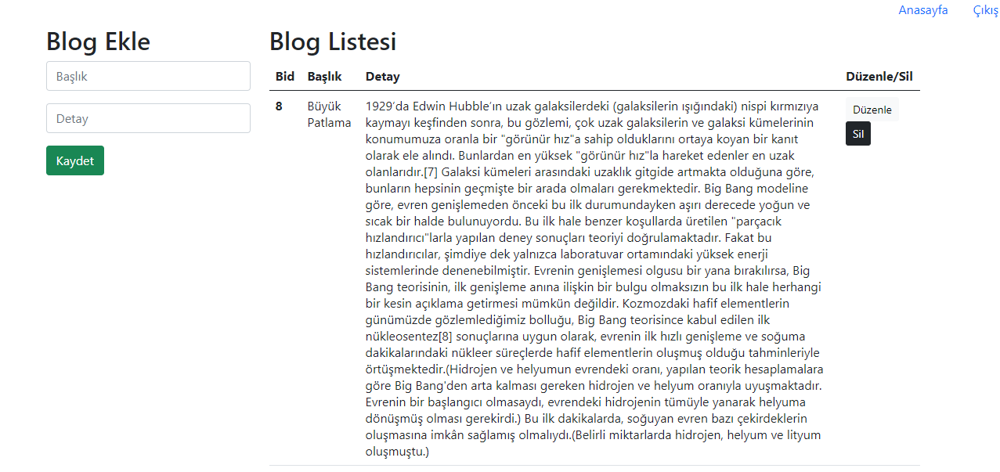 Anasayfa Çıkış
Blog Ekle
Başlık
Detay
Kaydet
Blog Listesi
Bid Başlık Detay Düzenle/Sil
8
Büyük
Patlama
1929'da Edwin Hubble'ın uzak galaksilerdeki (galaksilerin ışığındaki) nispi kırmızıya
kaymayı keşfinden sonra, bu gözlemi, çok uzak galaksilerin ve galaksi kümelerinin
konumumuza oranla bir "görünür hız"a sahip olduklarını ortaya koyan bir kanıt
olarak ele alındı. Bunlardan en yüksek "görünür hız"la hareket edenler en uzak
olanlarıdır.[7] Galaksi kümeleri arasındaki uzaklık gitgide artmakta olduğuna göre,
bunların hepsinin geçmişte bir arada olmaları gerekmektedir. Big Bang modeline
göre, evren genişlemeden önceki bu ilk durumundayken aşırı derecede yoğun ve
sıcak bir halde bulunuyordu. Bu ilk hale benzer koşullarda üretilen "parçacık
hızlandırıcı"larla yapılan deney sonuçları teoriyi doğrulamaktadır. Fakat bu
hızlandırıcılar, şimdiye dek yalnızca laboratuvar ortamındaki yüksek enerji
sistemlerinde denenebilmiştir. Evrenin genişlemesi olgusu bir yana bırakılırsa, Big
Bang teorisinin, ilk genişleme anına ilişkin bir bulgu olmaksızın bu ilk hale herhangi
bir kesin açıklama getirmesi mümkün değildir. Kozmozdaki hafif elementlerin
günümüzde gözlemlediğimiz bolluğu, Big Bang teorisince kabul edilen ilk
nükleosentez[8] sonuçlarına uygun olarak, evrenin ilk hızlı genişleme ve soğuma
dakikalarındaki nükleer süreçlerde hafif elementlerin oluşmuş olduğu tahminleriyle
örtüşmektedir.(Hidrojen ve helyumun evrendeki oranı, yapılan teorik hesaplamalara
göre Big Bang'den arta kalması gereken hidrojen ve helyum oranıyla uyuşmaktadır.
Evrenin bir başlangıcı olmasaydı, evrendeki hidrojenin tümüyle yanarak helyuma
dönüşmüş olması gerekirdi.) Bu ilk dakikalarda, soğuyan evren bazı çekirdeklerin
oluşmasına imkân sağlamış olmalıydı.(Belirli miktarlarda hidrojen, helyum ve lityum
oluşmuştu.)
Düzenle
Sil